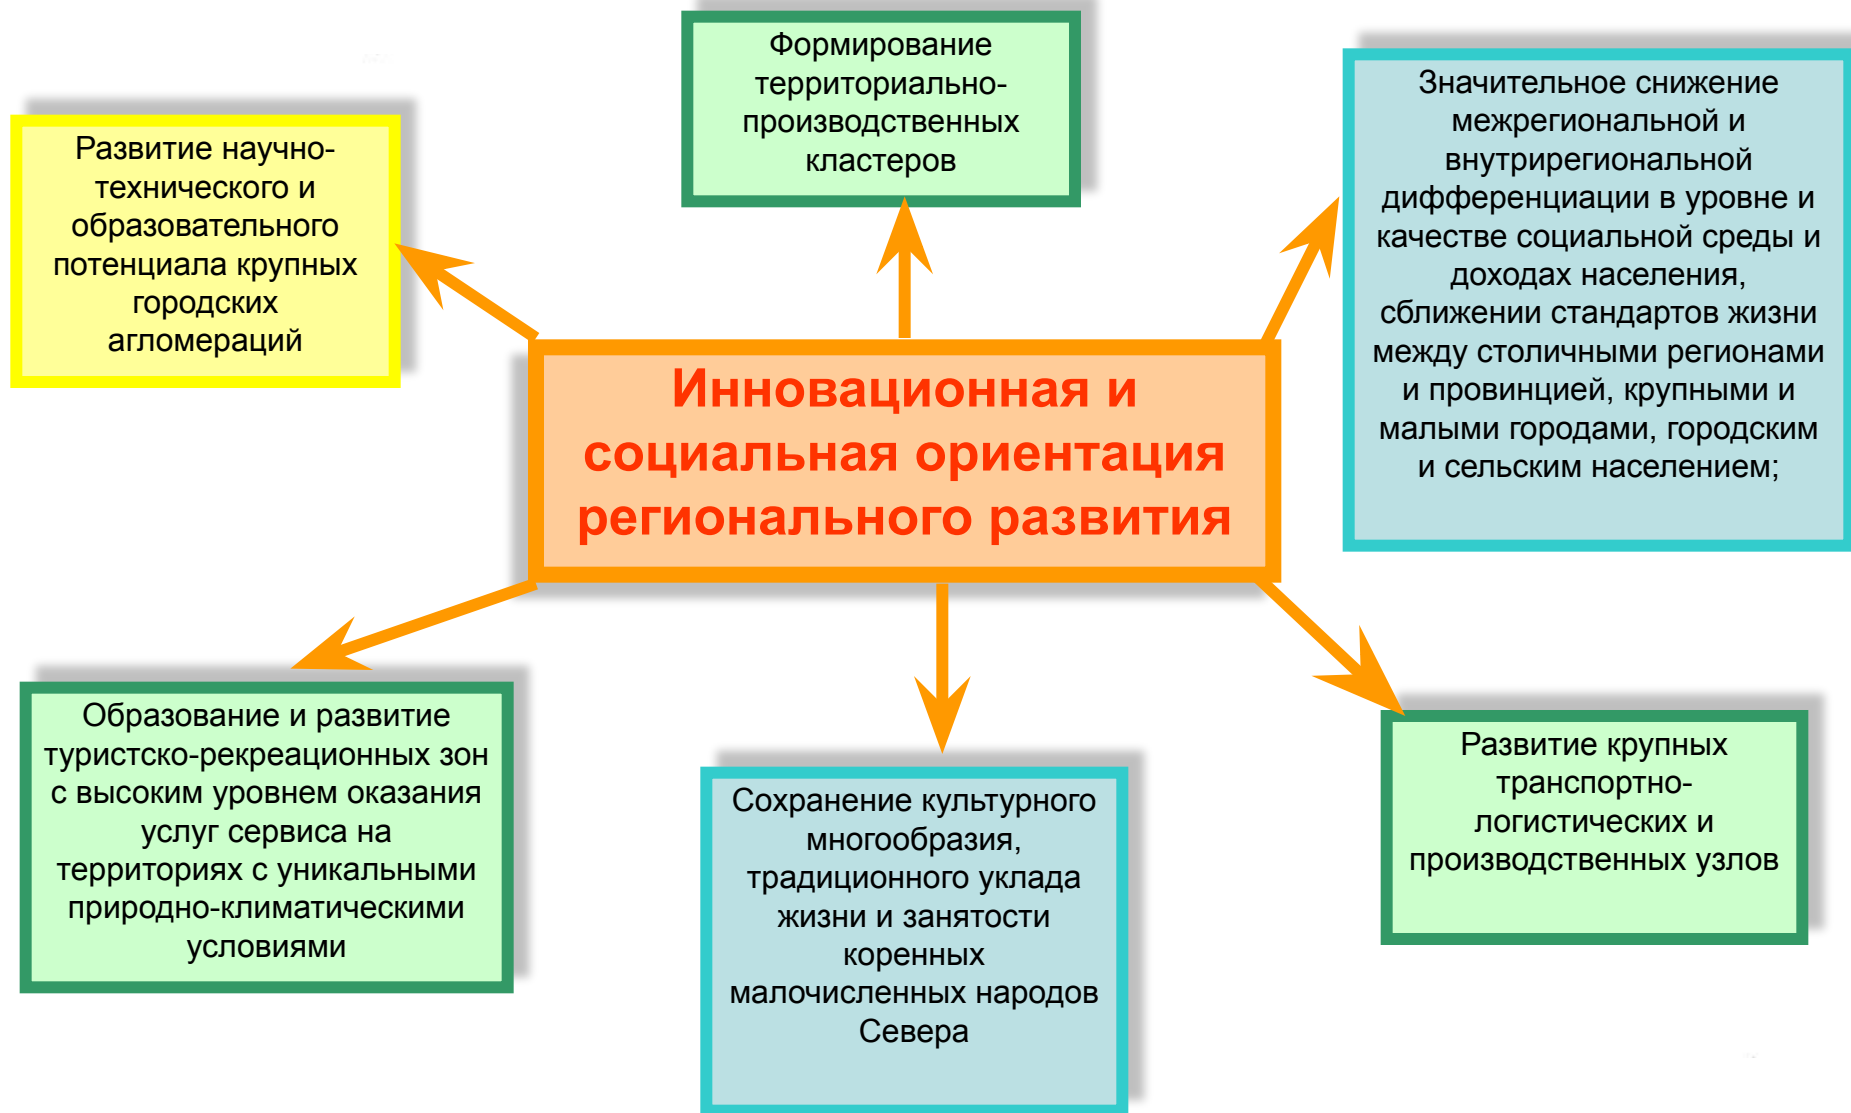 Формирование
территориально-
производственных
кластеров
Развитие научно-
технического и
образовательного
потенциала крупных
городских
агломераций
Значительное снижение
межрегиональной и
внутрирегиональной
дифференциации в уровне и
качестве социальной среды и
доходах населения,
сближении стандартов жизни
между столичными регионами
и провинцией, крупными и
малыми городами, городским
и сельским населением;
Инновационная и
социальная ориентация
регионального развития
Образование и развитие
туристско-рекреационных зон
с высоким уровнем оказания
услуг сервиса на
территориях с уникальными
природно-климатическими
условиями
Сохранение культурного
многообразия,
традиционного уклада
жизни и занятости
коренных
малочисленных народов
Севера
Развитие крупных
транспортно-
логистических и
производственных узлов